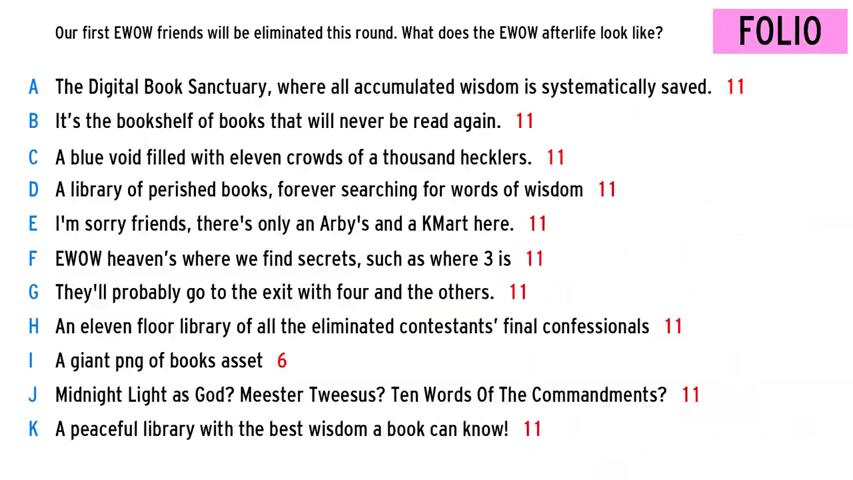 Our first EWOW friends will be eliminated this round. What does the EWOW afterlife look like?
FOLIO
A The Digital Book Sanctuary, where all accumulated wisdom is systematically saved. 11
B It's the bookshelf of books that will never be read again. 11
C A blue void filled with eleven crowds of a thousand hecklers. 11
D A library of perished books, forever searching for words of wisdom 11
E I'm sorry friends, there's only an Arby's and a KMart here. 11
F EWOW heaven's where we find secrets, such as where 3 is 11
G They'll probably go to the exit with four and the others. 11
H An eleven floor library of all the eliminated contestants' final confessionals 11
I A giant png of books asset 6
J Midnight Light as God? Meester Tweesus? Ten Words Of The Commandments? 11
K A peaceful library with the best wisdom a book can know! 11